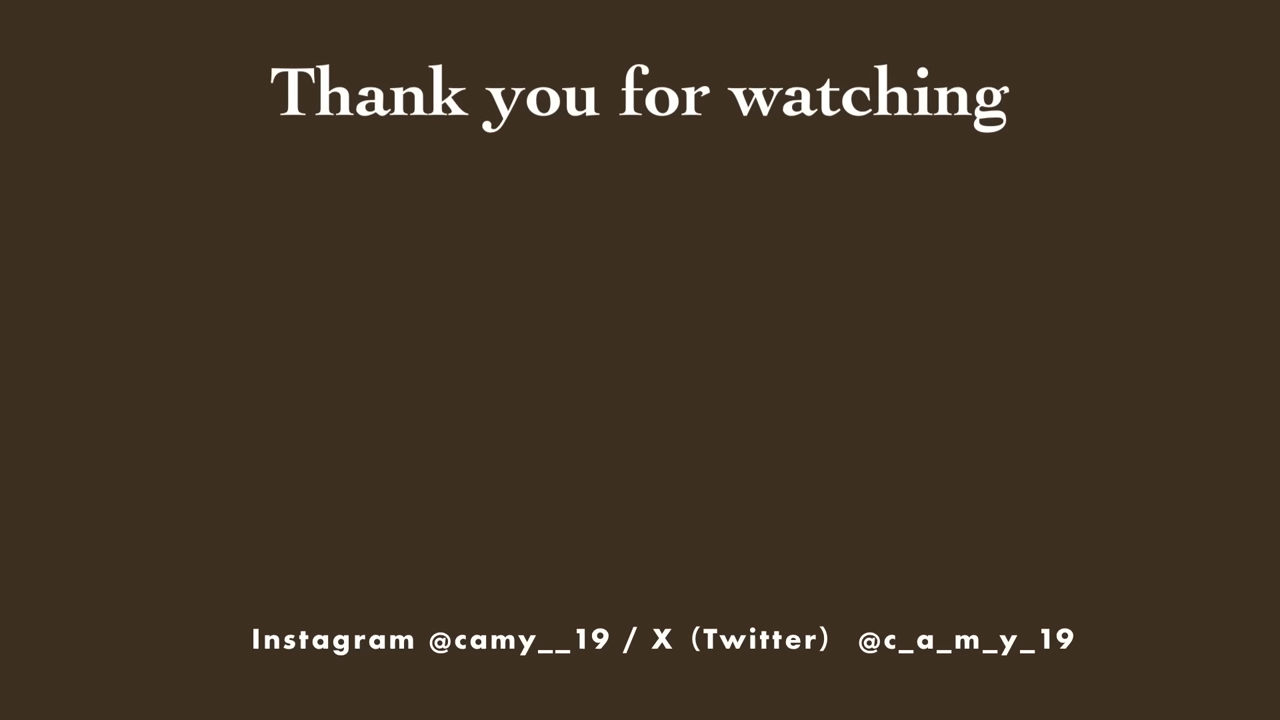 Thank you for watching
Instagram @camy__19 / X（Twitter） @c_a_m_y_19